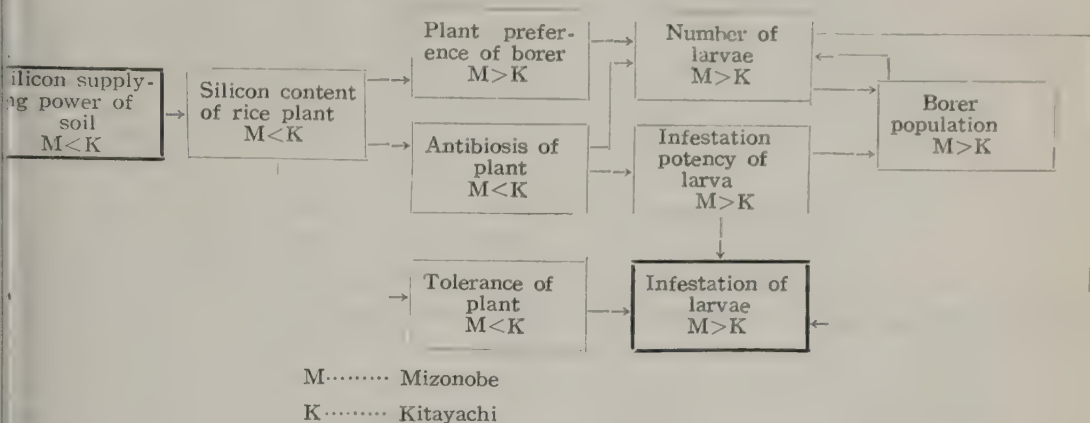 Plant prefer-
ence of borer
M>K
Number of
larvae
M>K
ilicon supply-
ng power of
soil
M<K
Silicon content
of rice plant
M<K
Borer
population
M>K
Antibiosis of
plant
M<K
Infestation
potency of
larva
M>K
Tolerance of
plant
M<K
Infestation of
larvae
M>K
M········· Mizonobe
K········· Kitayachi